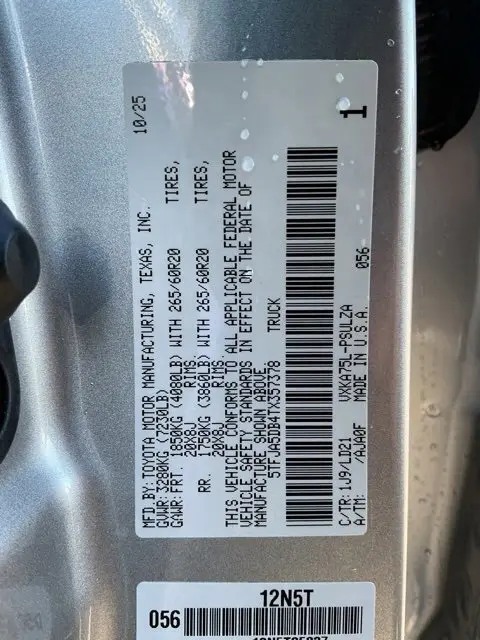 MFD.BY: TOYOTA MOTOR MANUFACTURING, TEXAS, INC. 10/25
GVWR: 3280KG (7230LB)
GAWR: FRT. 1850KG (4080LB) WITH 265/60R20 TIRES,
20X8J RIMS.
RR. 1750KG (3860LB) WITH 265/60R20 TIRES,
20X8J RIMS.
THIS VEHICLE CONFORMS TO ALL APPLICABLE FEDERAL MOTOR
VEHICLE SAFETY STANDARDS IN EFFECT ON THE DATE OF
MANUFACTURE SHOWN ABOVE.
5TFJA5DB4TX357378 TRUCK
C/TR: 1J9/LD21 VXKA75L-PSVLZA 056
A/TM: /AJA0F MADE IN U.S.A. 1
12N5T
056